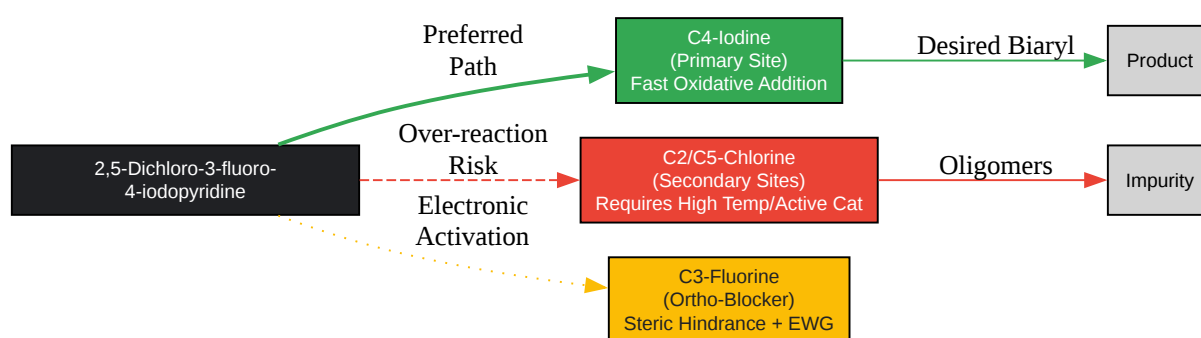 Preferred
Path
C4-Iodine
(Primary Site)
Fast Oxidative Addition
Desired Biaryl
Product
2,5-Dichloro-3-fluoro-
4-iodopyridine
Over-reaction
Risk
C2/C5-Chlorine
(Secondary Sites)
Requires High Temp/Active Cat
Oligomers
Impurity
Electronic
Activation
C3-Fluorine
(Ortho-Blocker)
Steric Hindrance + EWG